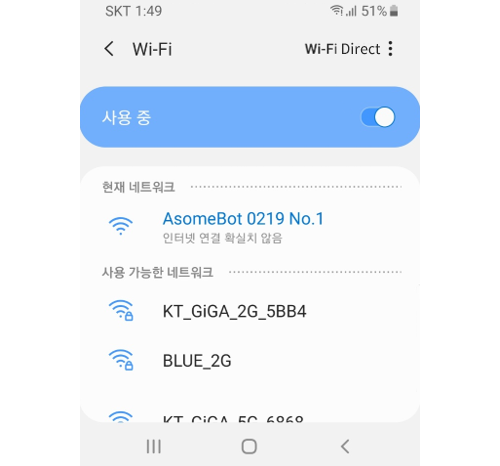 SKT 1:49 51%
Wi-Fi Wi-Fi Direct
사용 중
현재 네트워크
AsomeBot 0219 No.1
인터넷 연결 확실치 않음
사용 가능한 네트워크
KT_GiGA_2G_5BB4
BLUE_2G
KT_GiGA_5G_6868